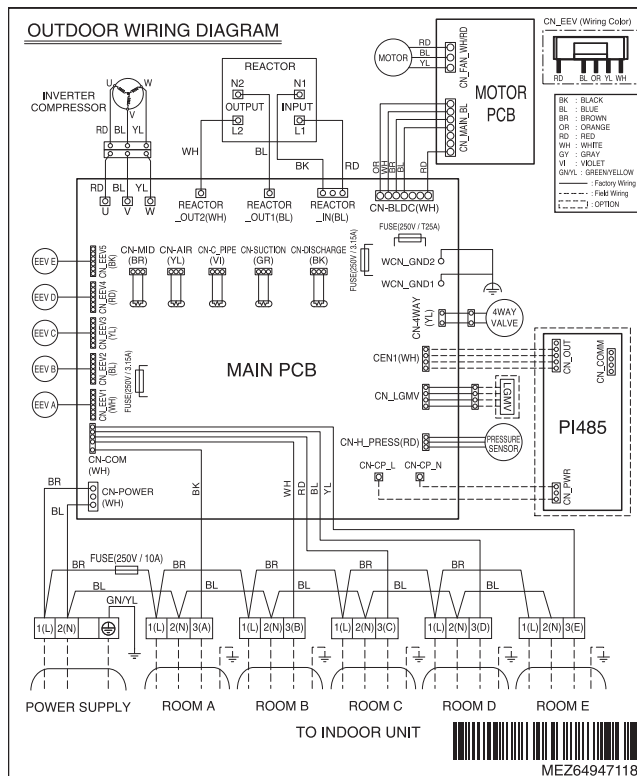 OUTDOOR WIRING DIAGRAM
CN_EEV (Wiring Color)
RD BL OR YL WH
BK : BLACK
BL : BLUE
BR : BROWN
OR : ORANGE
RD : RED
WH : WHITE
GY : GRAY
VI : VIOLET
GN/YL : GREEN/YELLOW
: Factory Wiring
: Field Wiring
: OPTION
MOTOR
RD
BL
YL
CN_FAN_WH/RD
MOTOR
PCB
CN_MAIN_BL
OR
WH
BR
BL
RD
INVERTER
COMPRESSOR
U
W
V
RD BL YL
RD BL YL
U V W
REACTOR
N2 N1
OUTPUT INPUT
L2 L1
WH
BL
BK
RD
REACTOR
_OUT2(WH)
REACTOR
_OUT1(BL)
REACTOR
_IN(BL)
CN-BLDC(WH)
FUSE(250V / T25A)
FUSE(250V / 3.15A)
WCN_GND2
WCN_GND1
CN-MID
(BR)
CN-AIR
(YL)
CN-C_PIPE
(VI)
CN-SUCTION
(GR)
CN-DISCHARGE
(BK)
EEV E
CN_EEV5
(BK)
EEV D
CN_EEV4
(RD)
EEV C
CN_EEV3
(YL)
EEV B
CN_EEV2
(BL)
EEV A
CN_EEV1
(WH)
FUSE(250V / 3.15A)
MAIN PCB
CN-4WAY
(YL)
4WAY
VALVE
CEN1(WH)
CN_LGMV
LGMV
CN-H_PRESS(RD)
PRESSURE
SENSOR
CN-CP_L CN-CP_N
CN_OUT
CN_COMM
PI485
CN_PWR
CN-COM
(WH)
CN-POWER
(WH)
BR
BL
BK
WH
RD
BL
YL
FUSE(250V / 10A)
BR
BL
GN/YL
BR
BL
BR
BL
BR
BL
BR
BL
1(L) 2(N)
1(L) 2(N) 3(A)
1(L) 2(N) 3(B)
1(L) 2(N) 3(C)
1(L) 2(N) 3(D)
1(L) 2(N) 3(E)
POWER SUPPLY ROOM A ROOM B ROOM C ROOM D ROOM E
TO INDOOR UNIT
MEZ64947118